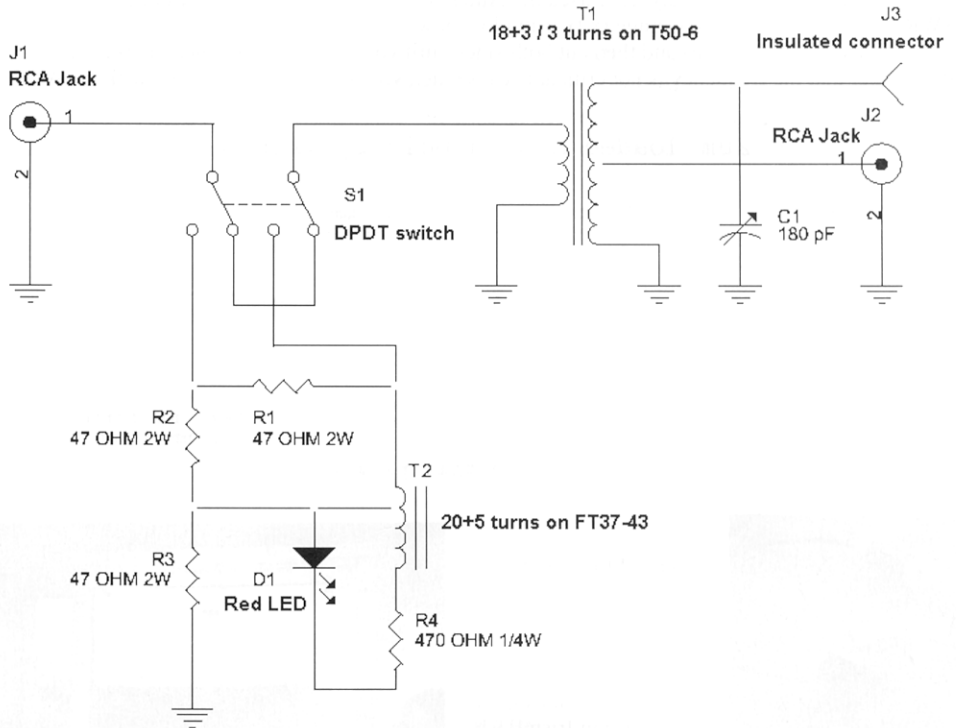 T1
18+3 / 3 turns on T50-6
J3
Insulated connector
J1
RCA Jack
1
2
J2
RCA Jack
1
2
S1
DPDT switch
C1
180 pF
R2
47 OHM 2W
R1
47 OHM 2W
T2
20+5 turns on FT37-43
R3
47 OHM 2W
D1
Red LED
R4
470 OHM 1/4W